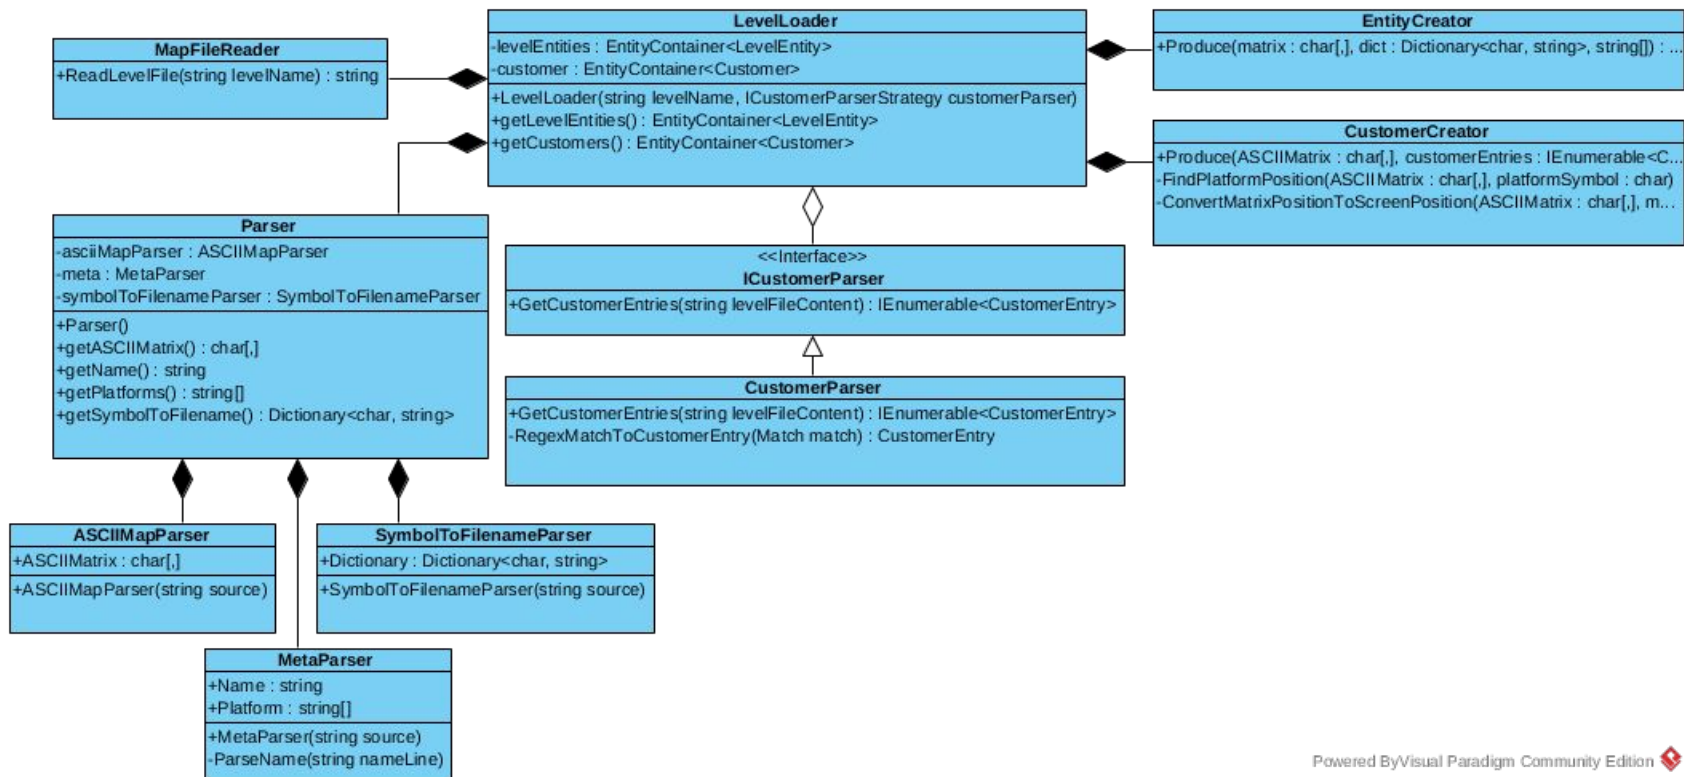 MapFileReader
+ReadLevelFile(string levelName) : string
LevelLoader
-levelEntities : EntityContainer<LevelEntity>
-customer : EntityContainer<Customer>
+LevelLoader(string levelName, ICustomerParserStrategy customerParser)
+getLevelEntities() : EntityContainer<LevelEntity>
+getCustomers() : EntityContainer<Customer>
EntityCreator
+Produce(matrix : char[,], dict : Dictionary<char, string>, string[]) : ...
CustomerCreator
+Produce(ASCIIMatrix : char[,], customerEntries : IEnumerable<C...
-FindPlatformPosition(ASCIIMatrix : char[,], platformSymbol : char)
-ConvertMatrixPositionToScreenPosition(ASCIIMatrix : char[,], m...
Parser
-asciiMapParser : ASCIIMapParser
-meta : MetaParser
-symbolToFilenameParser : SymbolToFilenameParser
+Parser()
+getASCIIMatrix() : char[,]
+getName() : string
+getPlatforms() : string[]
+getSymbolToFilename() : Dictionary<char, string>
<<Interface>>
ICustomerParser
+GetCustomerEntries(string levelFileContent) : IEnumerable<CustomerEntry>
CustomerParser
+GetCustomerEntries(string levelFileContent) : IEnumerable<CustomerEntry>
-RegexMatchToCustomerEntry(Match match) : CustomerEntry
ASCIIMapParser
+ASCIIMatrix : char[,]
+ASCIIMapParser(string source)
SymbolToFilenameParser
+Dictionary : Dictionary<char, string>
+SymbolToFilenameParser(string source)
MetaParser
+Name : string
+Platform : string[]
+MetaParser(string source)
-ParseName(string nameLine)
Powered ByVisual Paradigm Community Edition